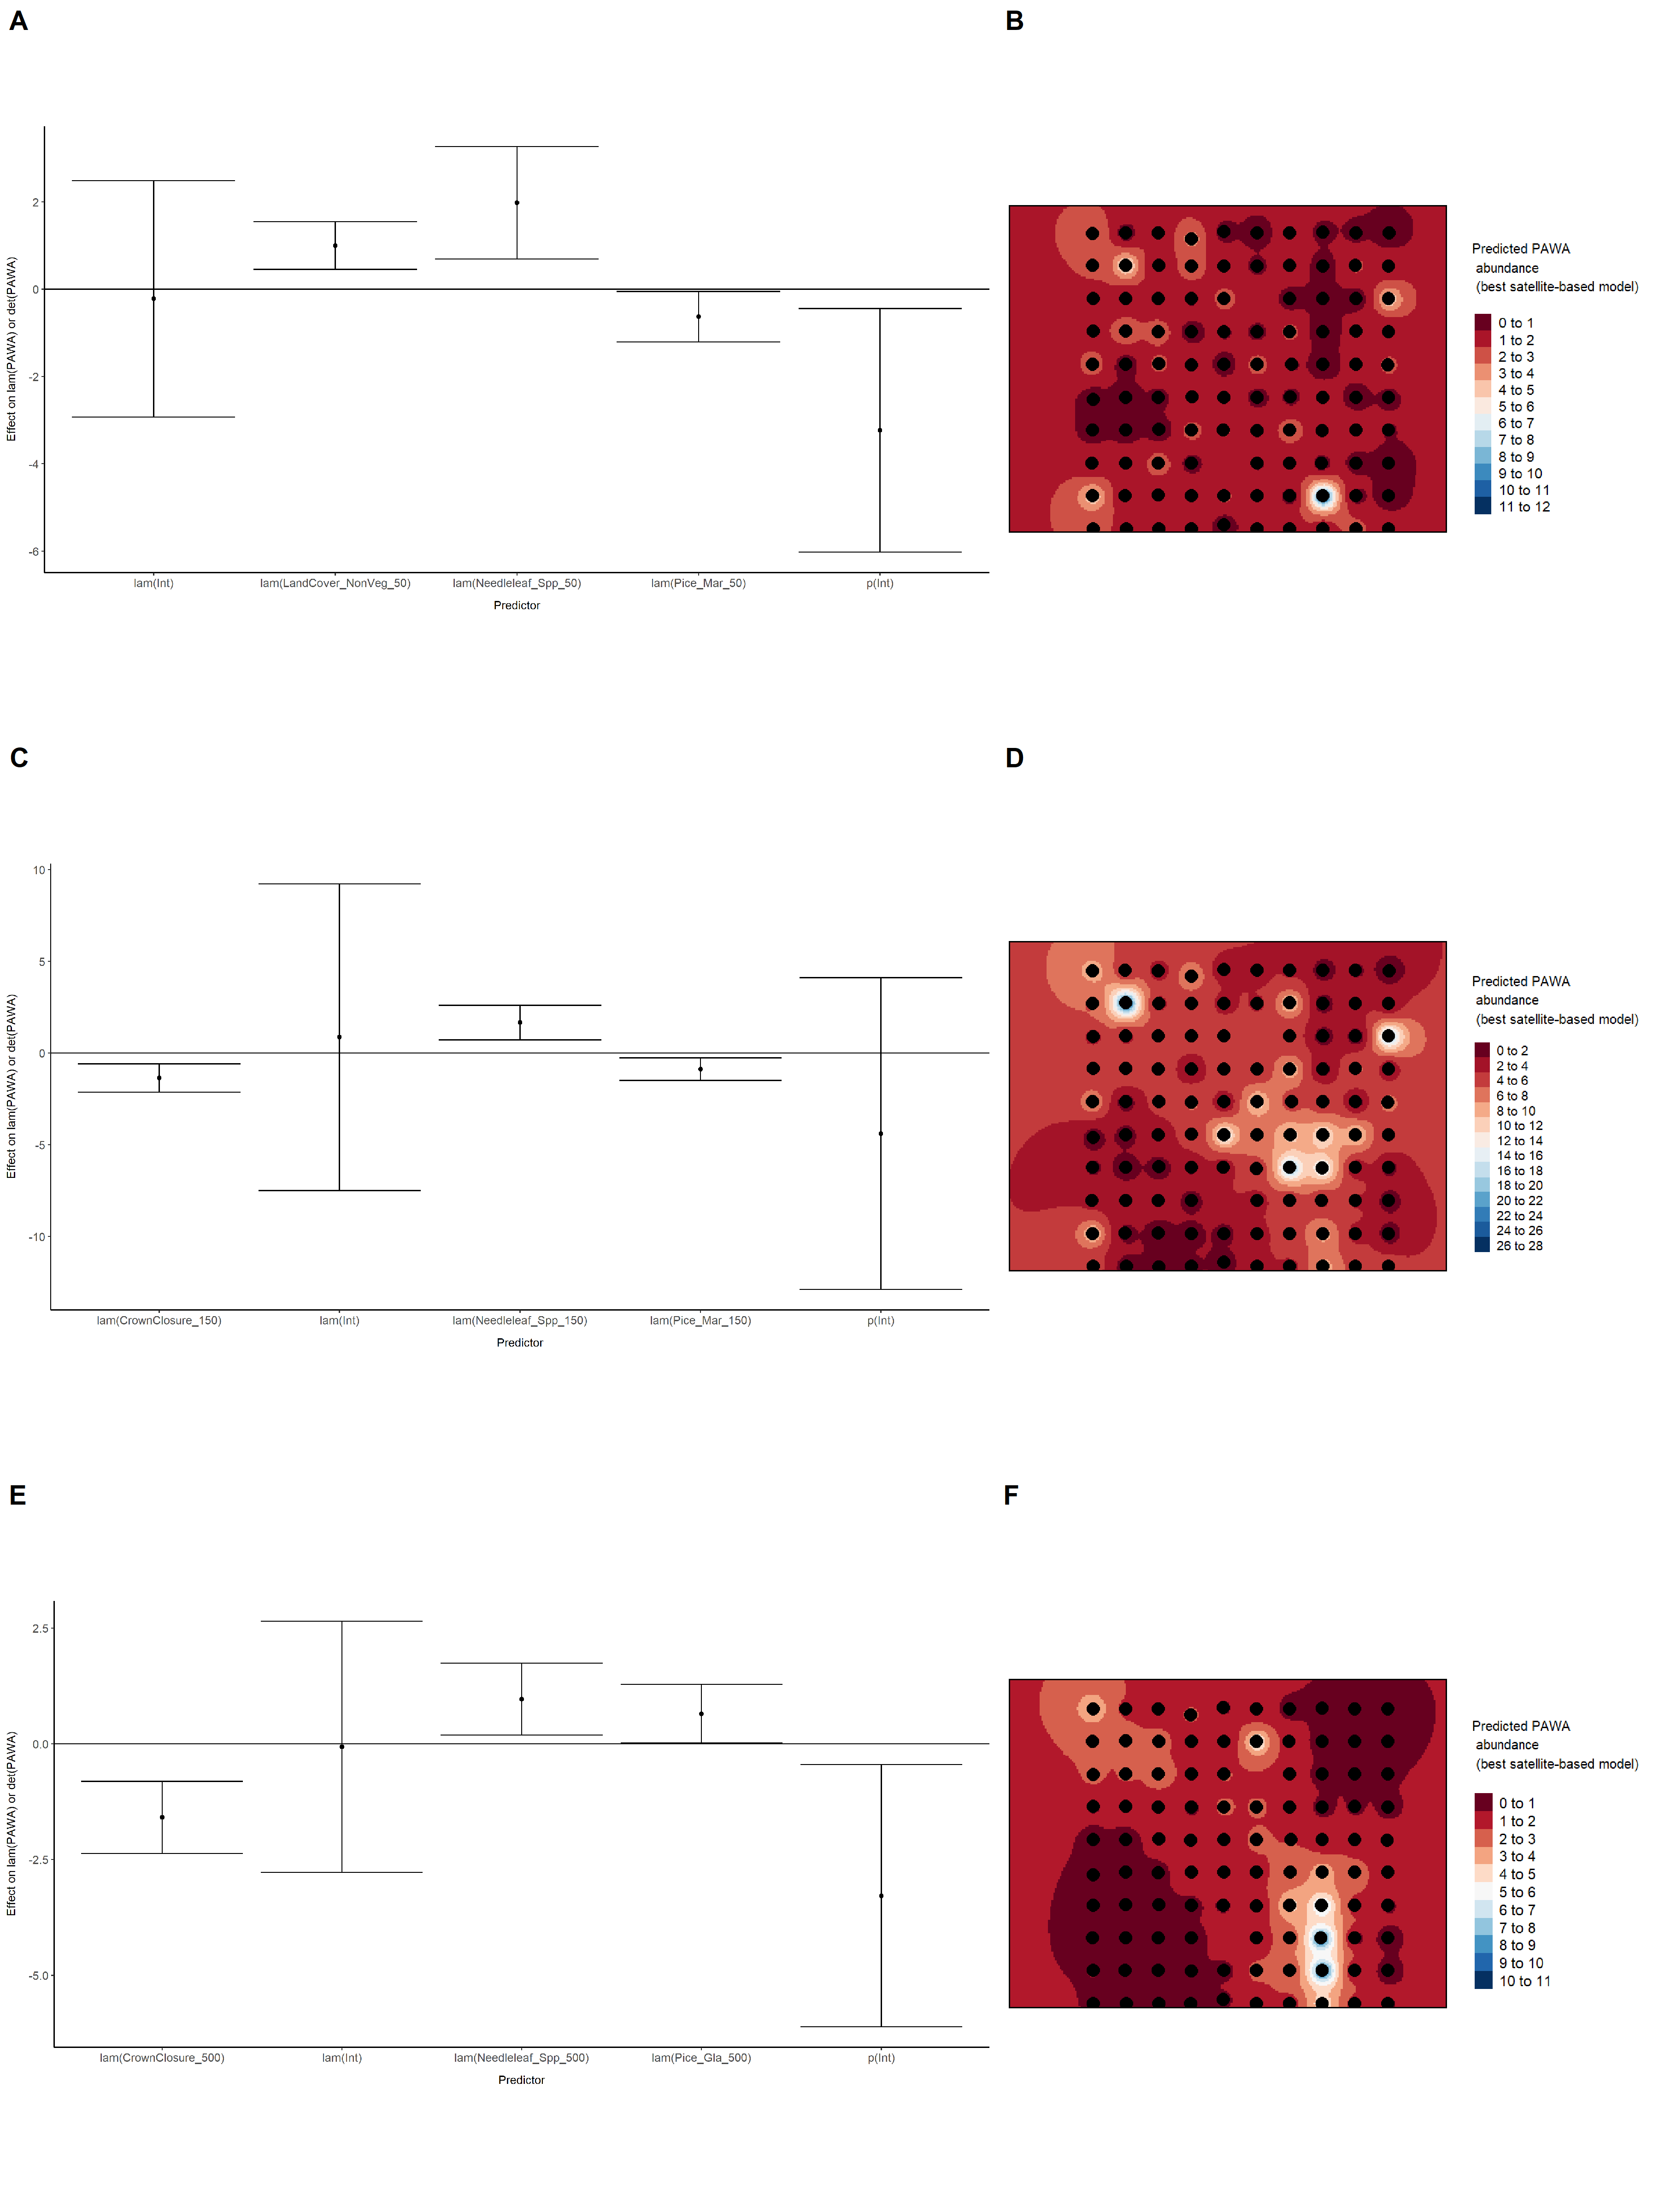 A
B
Effect on lam(PAWA) or det(PAWA)
2
0
-2
-4
-6
lam(Int)
lam(LandCover_NonVeg_50)
lam(Needleleaf_Spp_50)
lam(Pice_Mar_50)
p(Int)
Predictor
Predicted PAWA
abundance
(best satellite-based model)
0 to 1
1 to 2
2 to 3
3 to 4
4 to 5
5 to 6
6 to 7
7 to 8
8 to 9
9 to 10
10 to 11
11 to 12
C
D
Effect on lam(PAWA) or det(PAWA)
10
5
0
-5
-10
lam(CrownClosure_150)
lam(Int)
lam(Needleleaf_Spp_150)
lam(Pice_Mar_150)
p(Int)
Predictor
Predicted PAWA
abundance
(best satellite-based model)
0 to 2
2 to 4
4 to 6
6 to 8
8 to 10
10 to 12
12 to 14
14 to 16
16 to 18
18 to 20
20 to 22
22 to 24
24 to 26
26 to 28
E
F
Effect on lam(PAWA) or det(PAWA)
2.5
0.0
-2.5
-5.0
lam(CrownClosure_500)
lam(Int)
lam(Needleleaf_Spp_500)
lam(Pice_Gla_500)
p(Int)
Predictor
Predicted PAWA
abundance
(best satellite-based model)
0 to 1
1 to 2
2 to 3
3 to 4
4 to 5
5 to 6
6 to 7
7 to 8
8 to 9
9 to 10
10 to 11